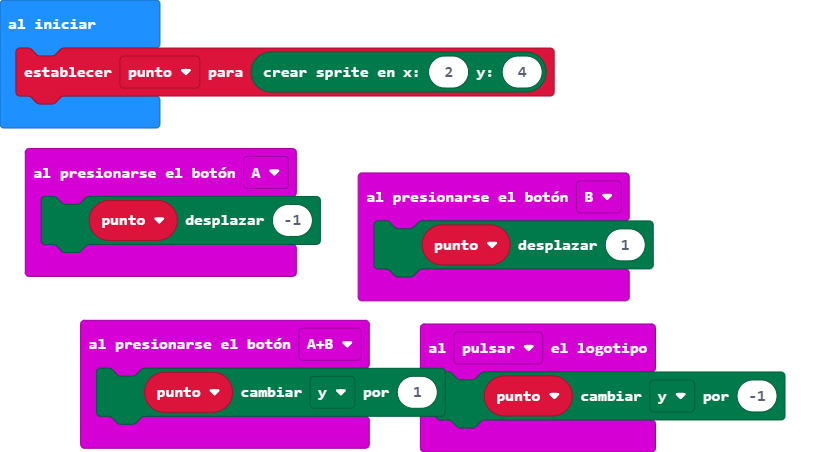 al iniciar
establecer punto para crear sprite en x: 2 y: 4
al presionarse el botón A
punto desplazar -1
al presionarse el botón B
punto desplazar 1
al presionarse el botón A+B
punto cambiar y por 1
al pulsar el logotipo
punto cambiar y por -1